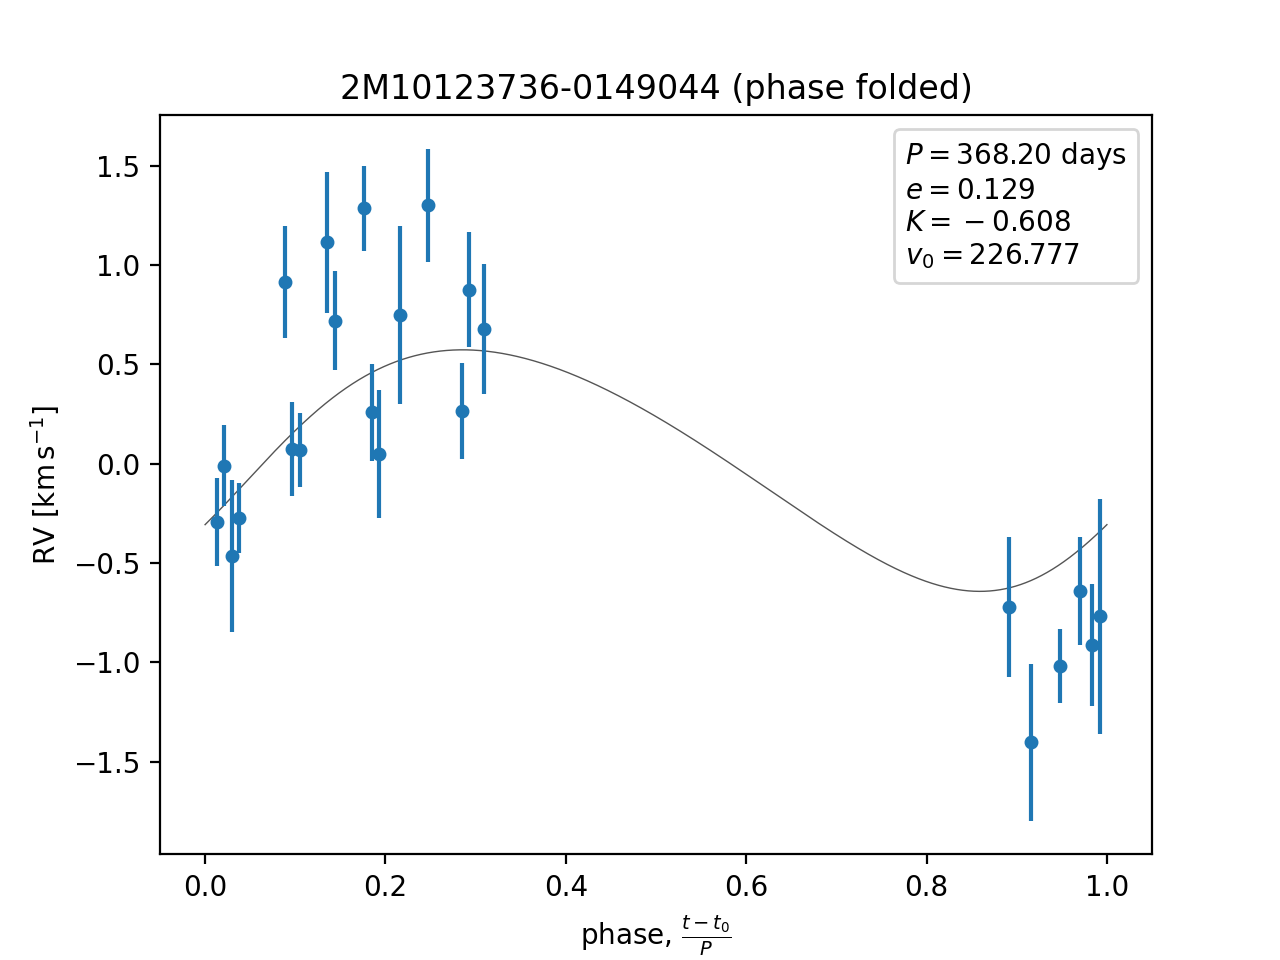 2M10123736-0149044 (phase folded)
P = 368.20 days
e = 0.129
K = −0.608
v₀ = 226.777
RV [km s⁻¹]
1.5
1.0
0.5
0.0
−0.5
−1.0
−1.5
0.0 0.2 0.4 0.6 0.8 1.0
phase, (t − t₀)/P